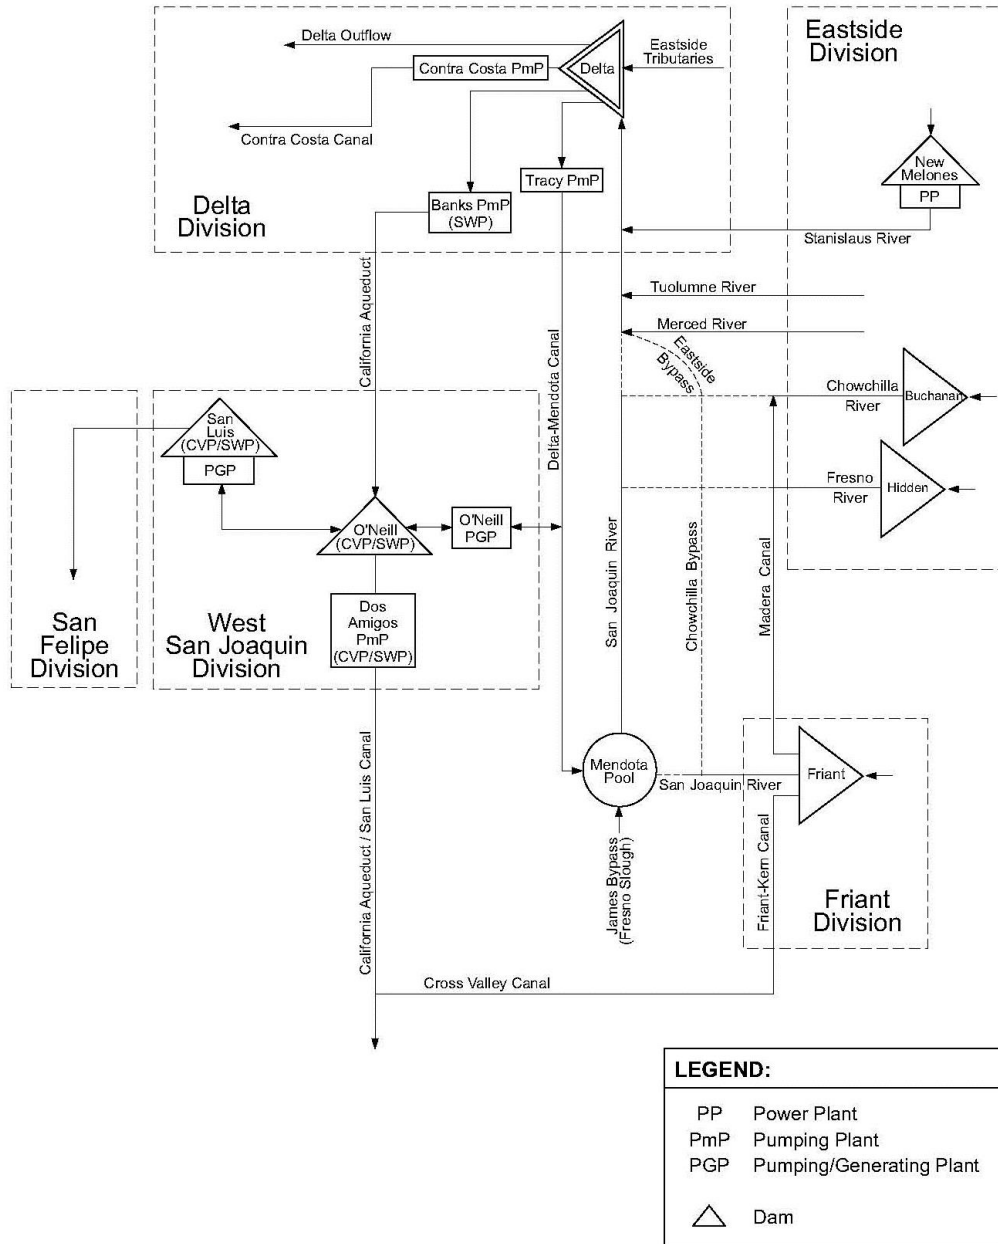 Delta Outflow
Contra Costa PmP
Delta
Eastside
Tributaries
Eastside
Division
Contra Costa Canal
Tracy PmP
Banks PmP
(SWP)
Delta
Division
New
Melones
PP
Stanislaus River
Tuolumne River
Merced River
Eastside
Bypass
California Aqueduct
Delta-Mendota Canal
Chowchilla
River
Buchanan
Fresno
River
Hidden
San
Luis
(CVP/SWP)
PGP
O'Neill
(CVP/SWP)
O'Neill
PGP
San Joaquin River
Chowchilla Bypass
Madera Canal
Dos
Amigos
PmP
(CVP/SWP)
San
Felipe
Division
West
San Joaquin
Division
Mendota
Pool
San Joaquin River
Friant
California Aqueduct / San Luis Canal
James Bypass
(Fresno Slough)
Friant-Kern Canal
Friant
Division
Cross Valley Canal
LEGEND:
PP Power Plant
PmP Pumping Plant
PGP Pumping/Generating Plant
Dam